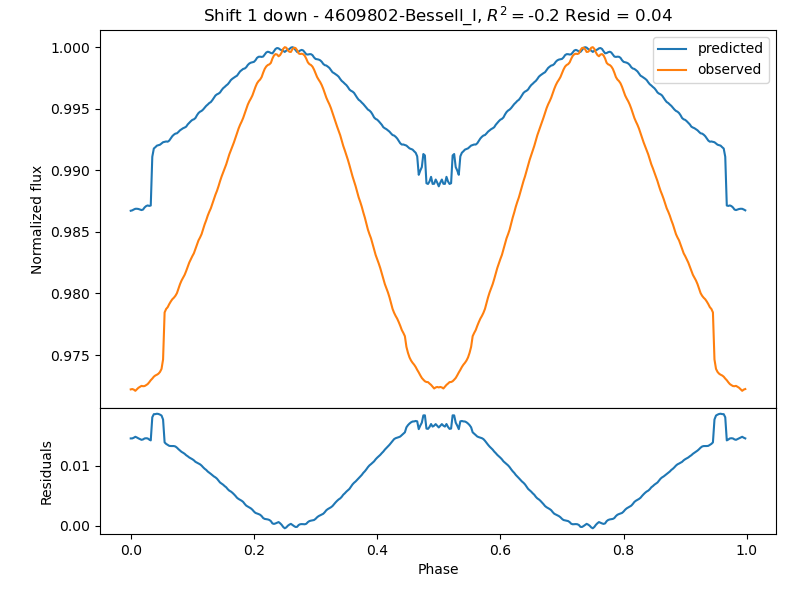 Shift 1 down - 4609802-Bessell_I, R² = -0.2 Resid = 0.04
predicted
observed
1.000
0.995
0.990
0.985
0.980
0.975
Normalized flux
0.01
0.00
Residuals
0.0 0.2 0.4 0.6 0.8 1.0
Phase